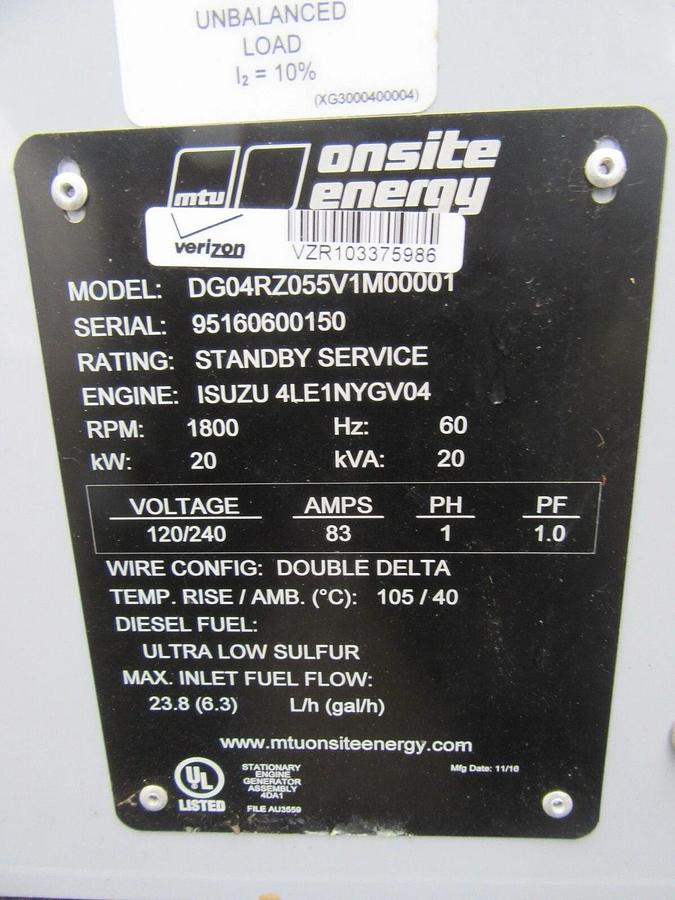 UNBALANCED
LOAD
I₂ = 10%
(XG3000400004)
mtu onsite energy
verizon VZR103375986
MODEL: DG04RZ055V1M00001
SERIAL: 95160600150
RATING: STANDBY SERVICE
ENGINE: ISUZU 4LE1NYGV04
RPM: 1800 Hz: 60
kW: 20 kVA: 20
VOLTAGE AMPS PH PF
120/240 83 1 1.0
WIRE CONFIG: DOUBLE DELTA
TEMP. RISE / AMB. (°C): 105 / 40
DIESEL FUEL:
ULTRA LOW SULFUR
MAX. INLET FUEL FLOW:
23.8 (6.3) L/h (gal/h)
www.mtuonsiteenergy.com
UL LISTED
STATIONARY
ENGINE
GENERATOR
ASSEMBLY
4DA1
FILE AU3559
Mfg Date: 11/16